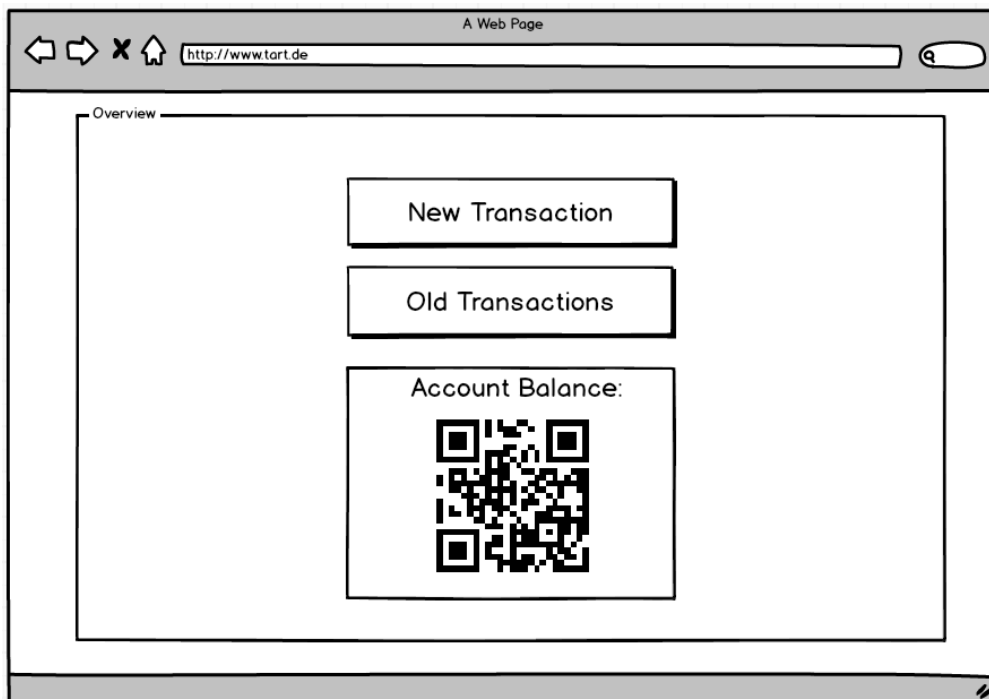 A Web Page
http://www.tart.de
Overview
New Transaction
Old Transactions
Account Balance: